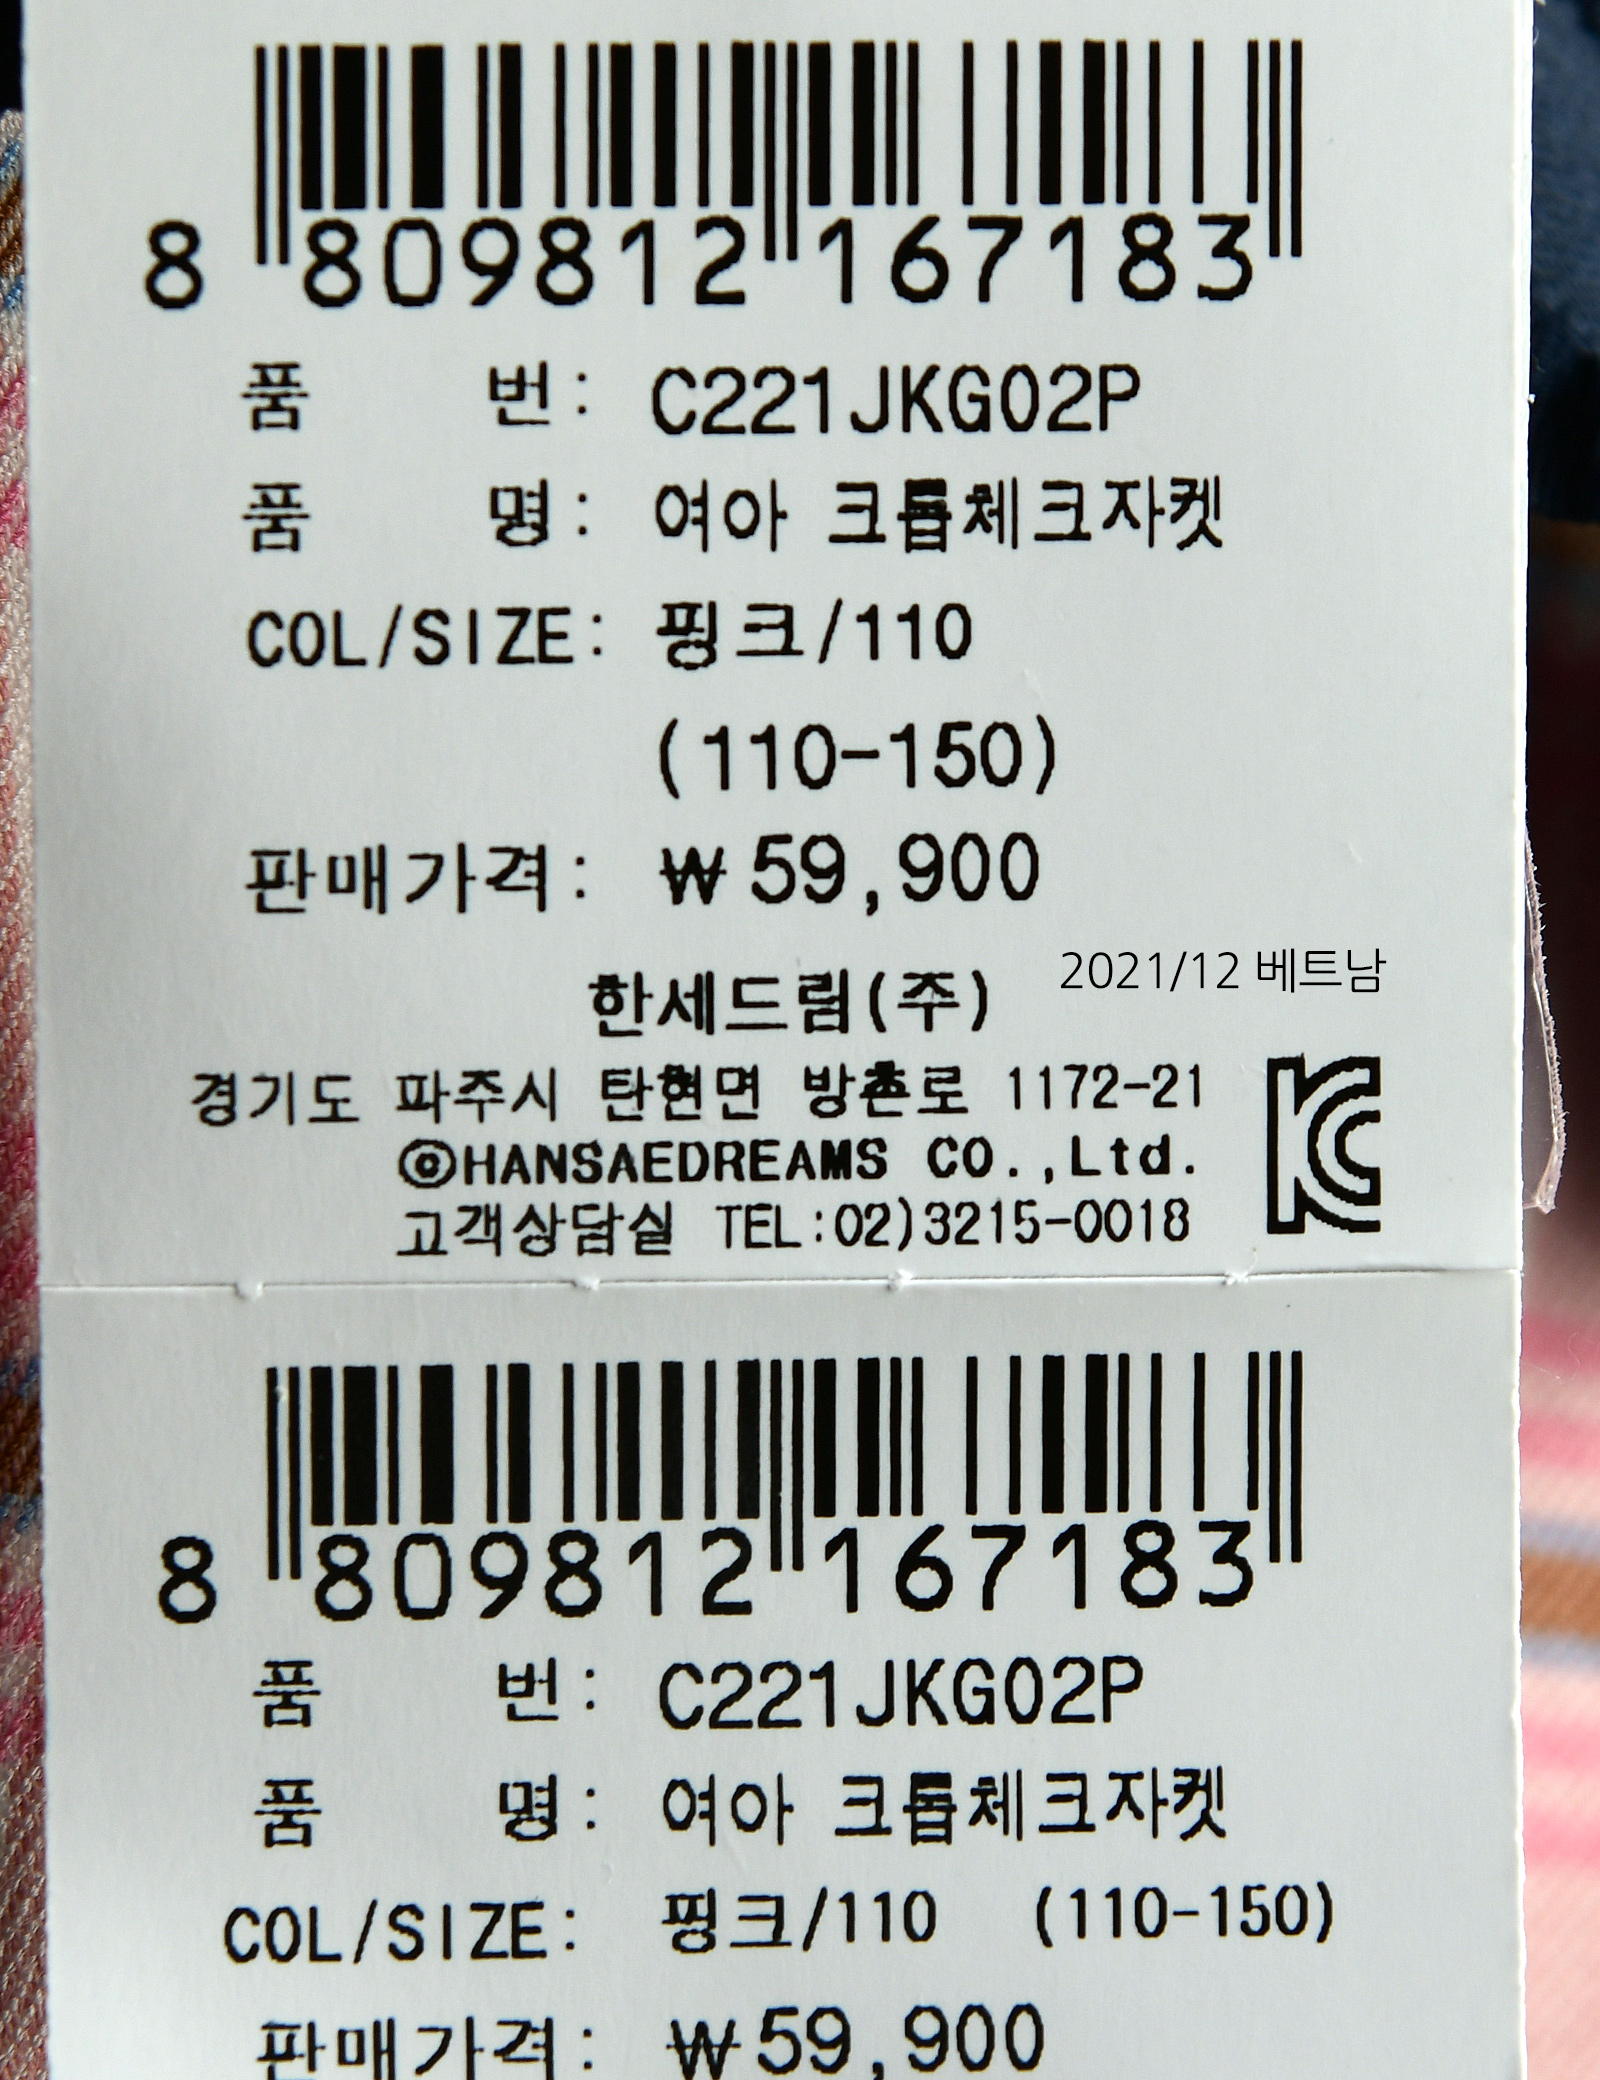 8 809812 167183
품 번: C221JKG02P
품 명: 여아 크롭체크자켓
COL/SIZE: 핑크/110
(110-150)
판매가격: ₩59,900
2021/12 베트남
한세드림(주)
경기도 파주시 탄현면 방촌로 1172-21
©HANSAEDREAMS CO.,Ltd.
고객상담실 TEL:02)3215-0018
KC
8 809812 167183
품 번: C221JKG02P
품 명: 여아 크롭체크자켓
COL/SIZE: 핑크/110 (110-150)
판매가격: ₩59,900